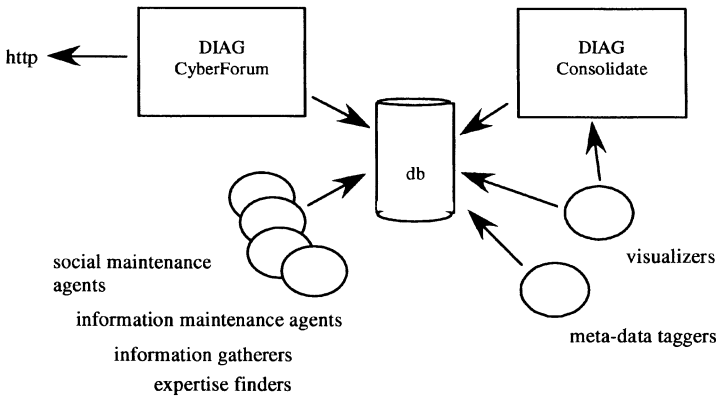 http
DIAG
CyberForum
DIAG
Consolidate
db
social maintenance
agents
information maintenance agents
information gatherers
expertise finders
visualizers
meta-data taggers